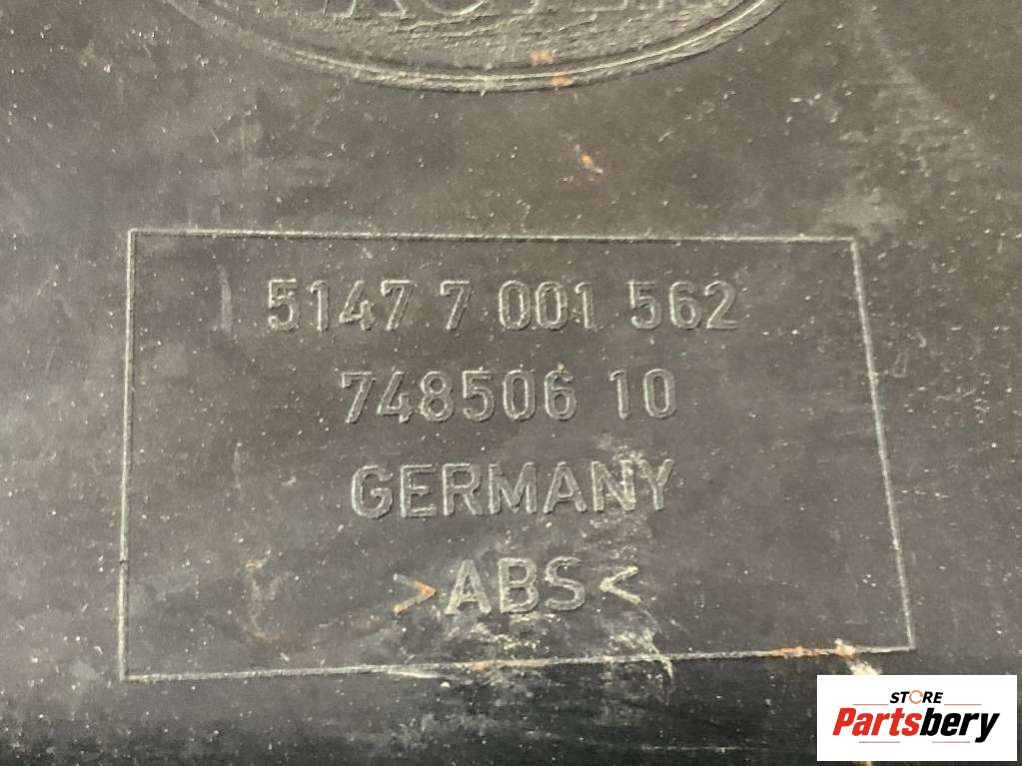 5147 7 001 562
748506 10
GERMANY
>ABS<
STORE
Partsbery